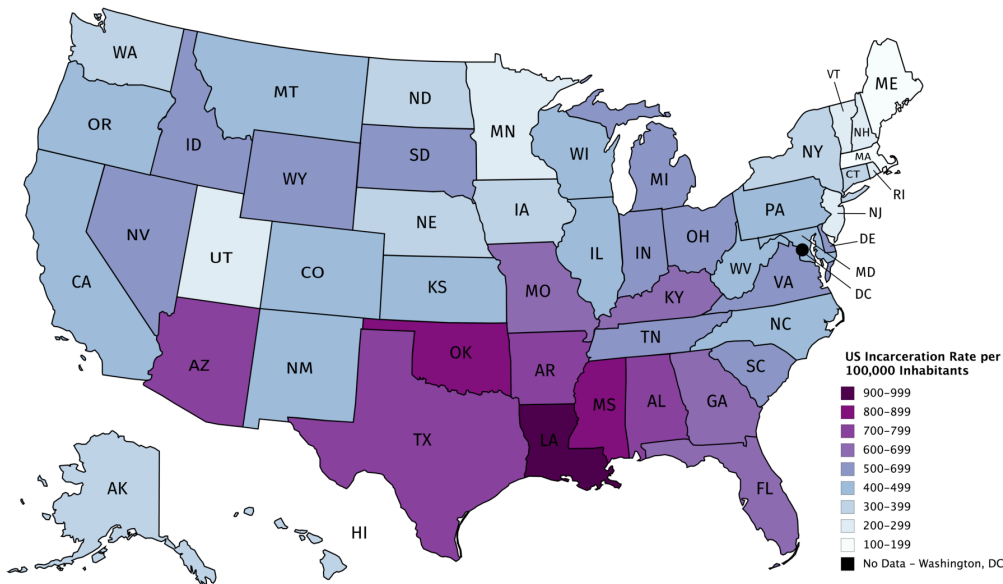 WA
MT
ND
MN
VT
ME
OR
ID
SD
WI
NY
NH
MA
WY
MI
CT
RI
NE
IA
PA
NJ
NV
UT
IL
IN
OH
DE
CA
CO
KS
MO
WV
VA
MD
KY
DC
TN
NC
AZ
NM
OK
AR
SC
MS
AL
GA
TX
LA
AK
FL
HI
US Incarceration Rate per
100,000 Inhabitants
900–999
800–899
700–799
600–699
500–699
400–499
300–399
200–299
100-199
No Data – Washington, DC